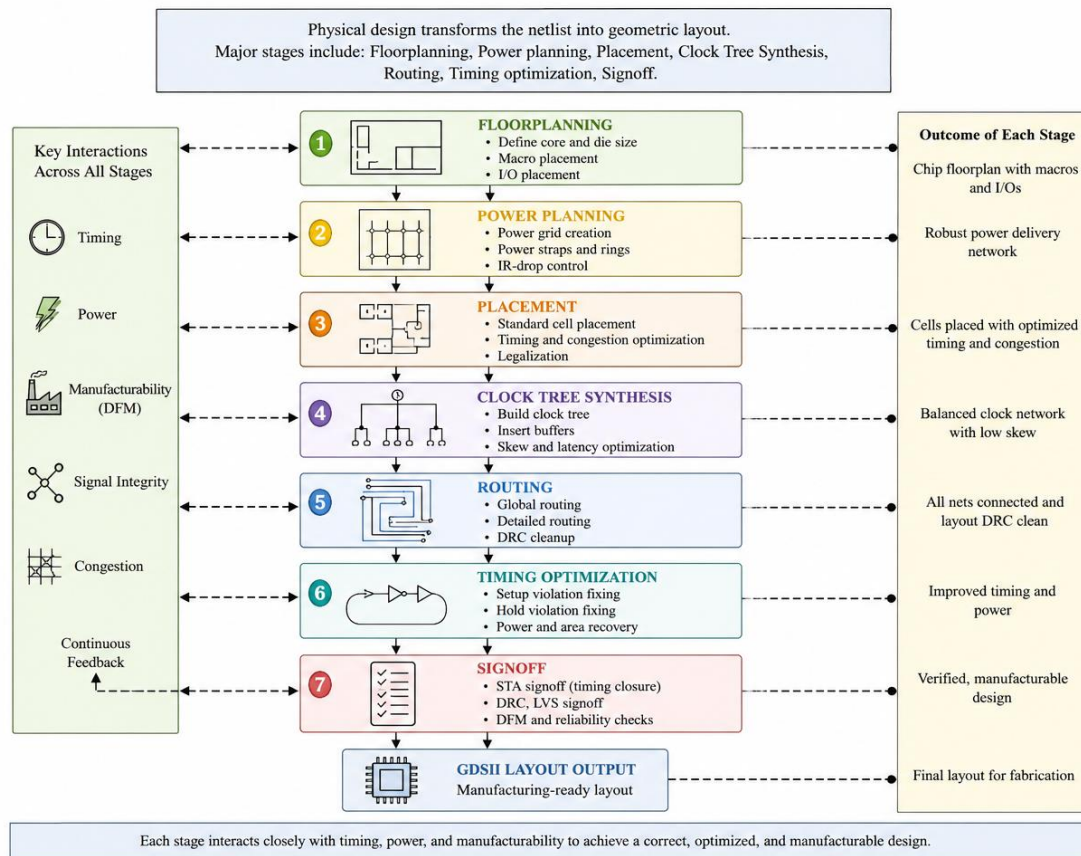 Physical design transforms the netlist into geometric layout.
Major stages include: Floorplanning, Power planning, Placement, Clock Tree Synthesis,
Routing, Timing optimization, Signoff.
Key Interactions
Across All Stages
Timing
Power
Manufacturability
(DFM)
Signal Integrity
Congestion
Continuous
Feedback
1
FLOORPLANNING
• Define core and die size
• Macro placement
• I/O placement
2
POWER PLANNING
• Power grid creation
• Power straps and rings
• IR-drop control
3
PLACEMENT
• Standard cell placement
• Timing and congestion optimization
• Legalization
4
CLOCK TREE SYNTHESIS
• Build clock tree
• Insert buffers
• Skew and latency optimization
5
ROUTING
• Global routing
• Detailed routing
• DRC cleanup
6
TIMING OPTIMIZATION
• Setup violation fixing
• Hold violation fixing
• Power and area recovery
7
SIGNOFF
• STA signoff (timing closure)
• DRC, LVS signoff
• DFM and reliability checks
GDSII LAYOUT OUTPUT
Manufacturing-ready layout
Outcome of Each Stage
Chip floorplan with macros
and I/Os
Robust power delivery
network
Cells placed with optimized
timing and congestion
Balanced clock network
with low skew
All nets connected and
layout DRC clean
Improved timing and
power
Verified, manufacturable
design
Final layout for fabrication
Each stage interacts closely with timing, power, and manufacturability to achieve a correct, optimized, and manufacturable design.